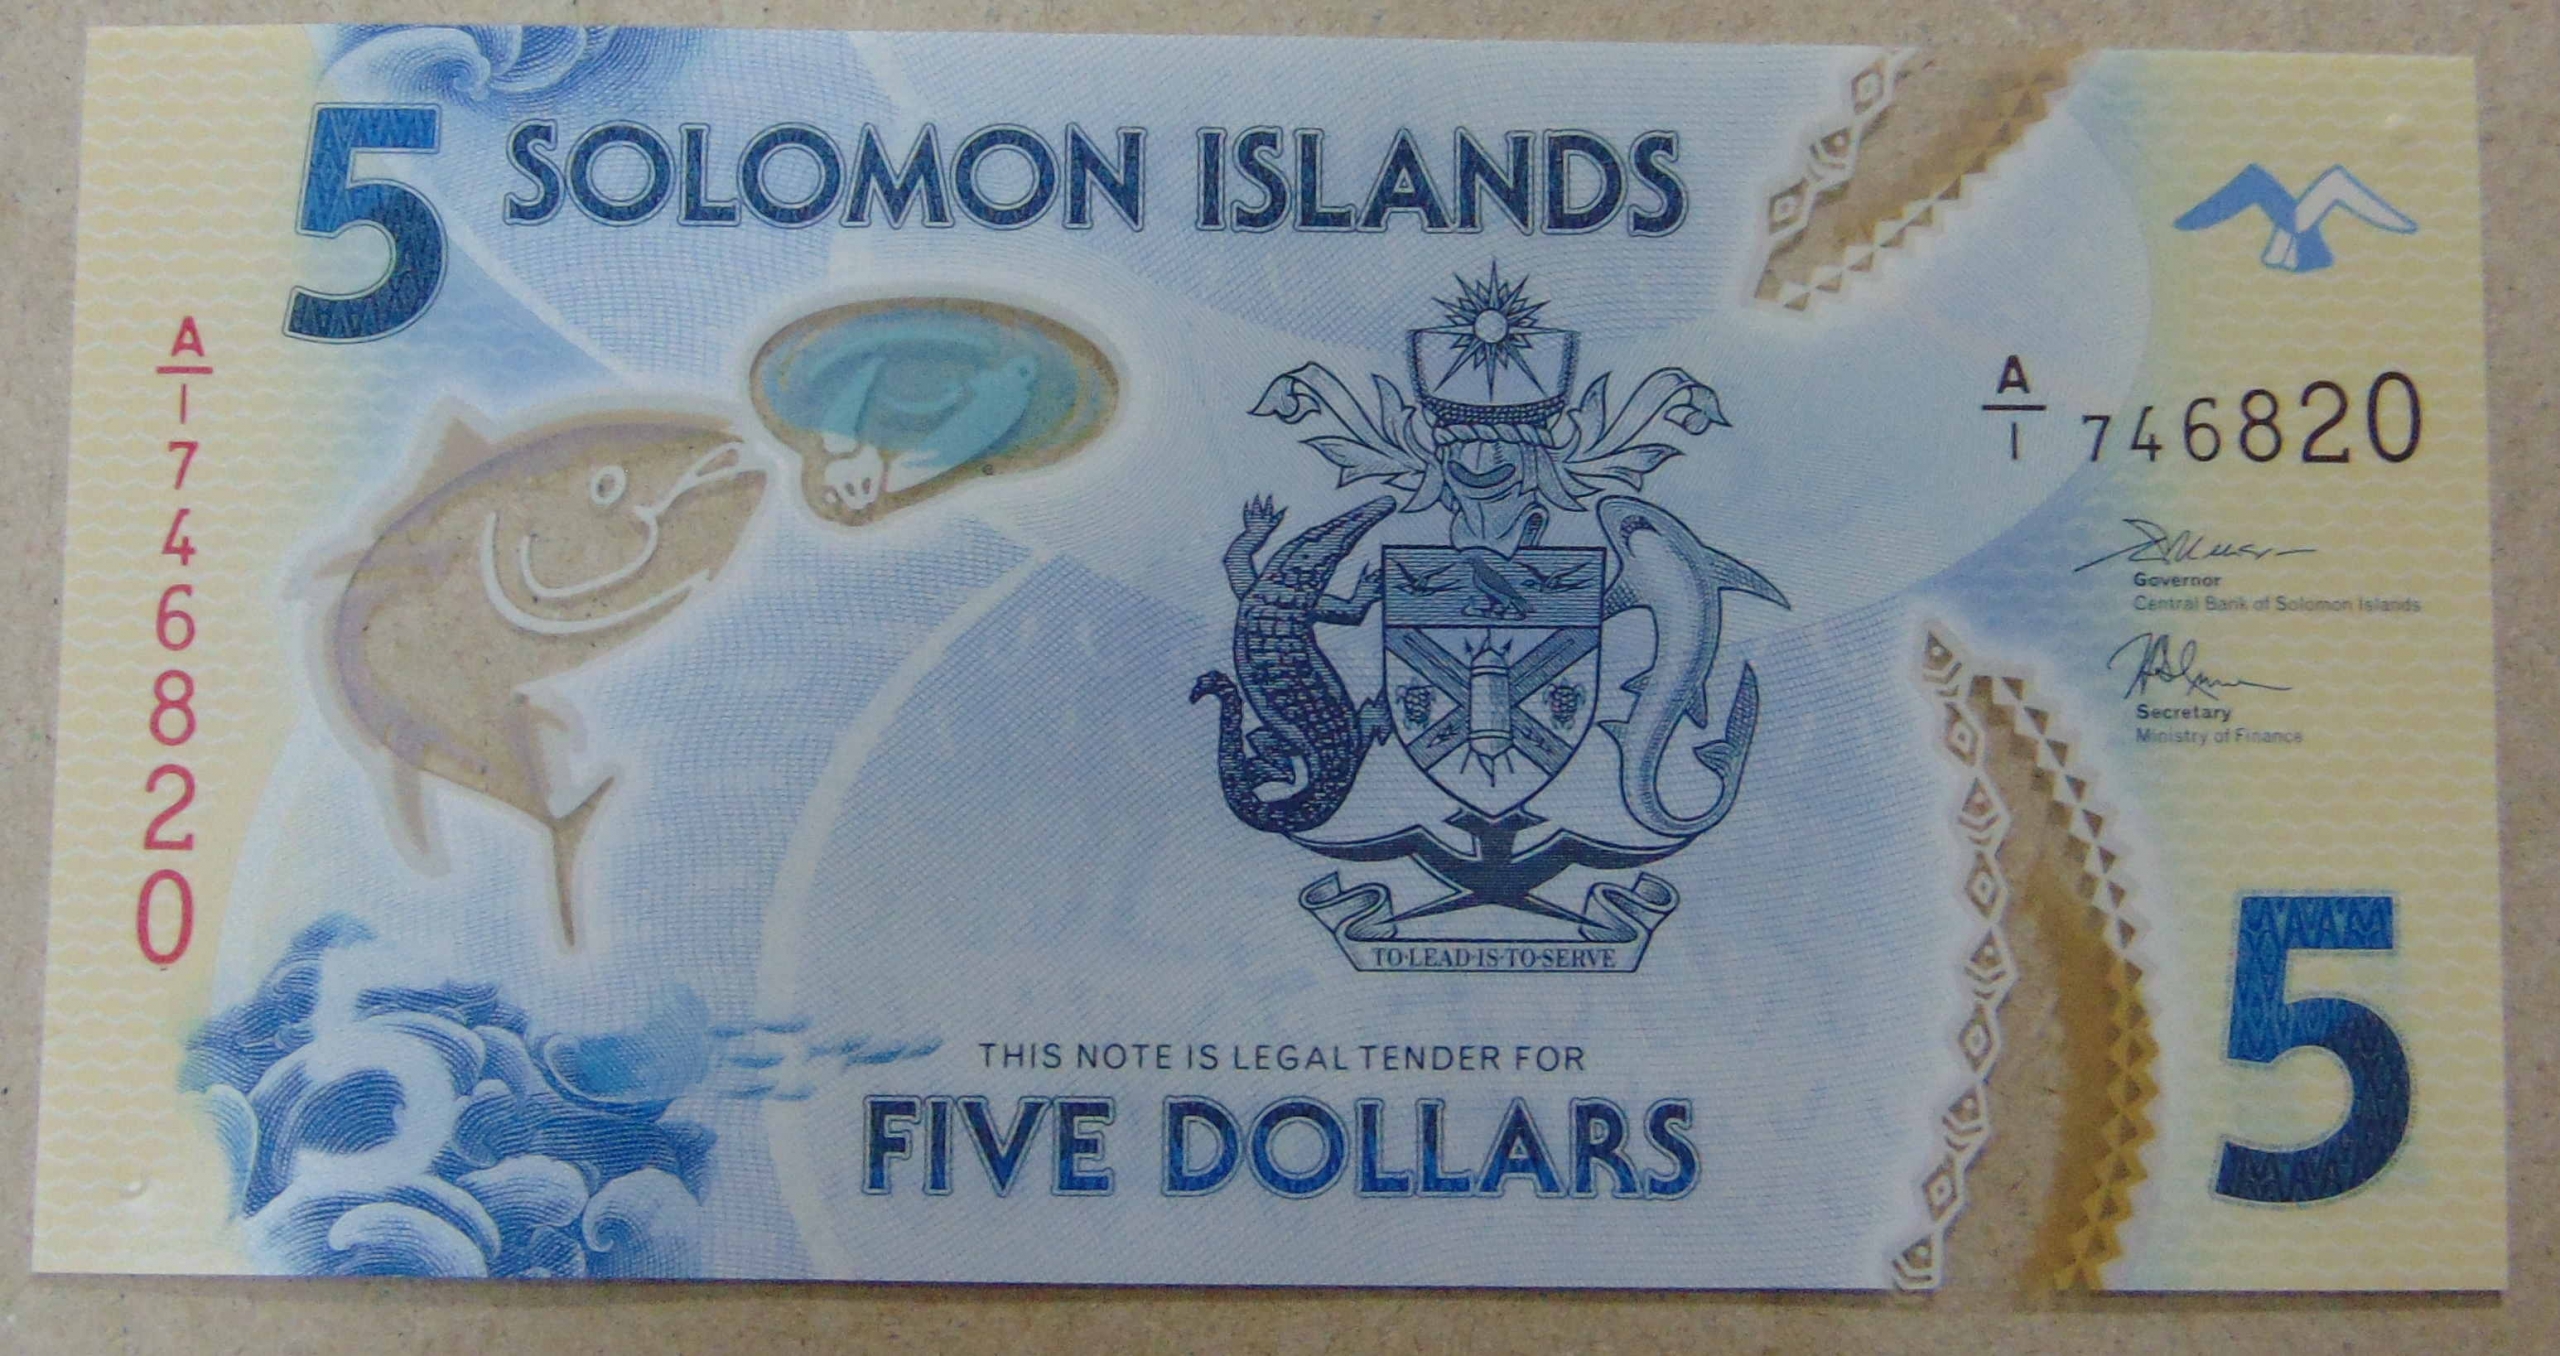 5 SOLOMON ISLANDS
A/1 746820
A/1 746820
Governor
Central Bank of Solomon Islands
Secretary
Ministry of Finance
TO·LEAD·IS·TO·SERVE
THIS NOTE IS LEGAL TENDER FOR
FIVE DOLLARS
5